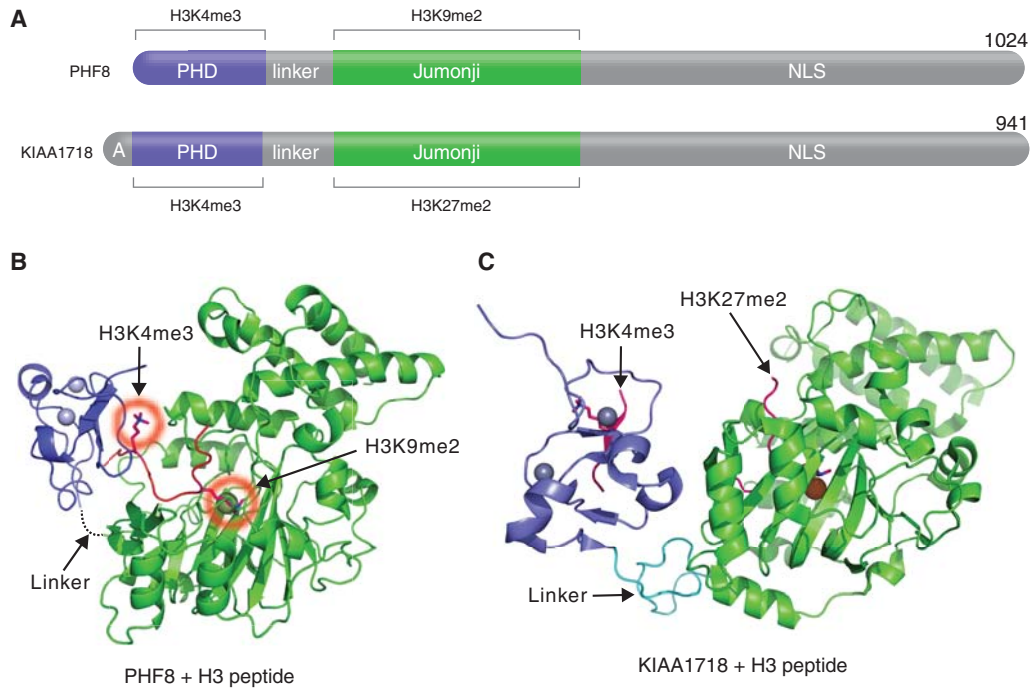 A
H3K4me3
H3K9me2
1024
PHF8
PHD
linker
Jumonji
NLS
941
KIAA1718
A
PHD
linker
Jumonji
NLS
H3K4me3
H3K27me2
B
H3K4me3
H3K9me2
Linker
PHF8 + H3 peptide
C
H3K27me2
H3K4me3
Linker
KIAA1718 + H3 peptide